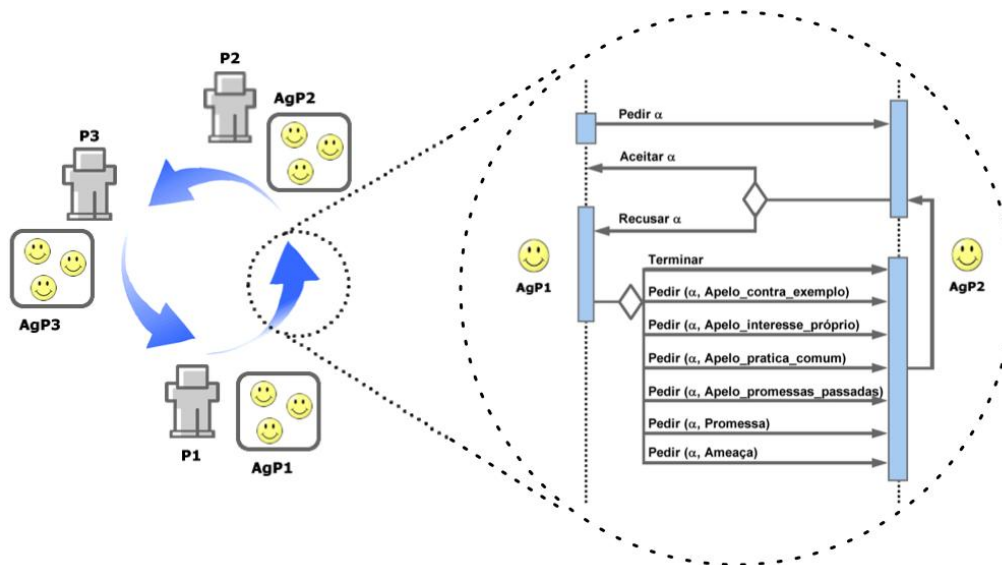 P2
AgP2
P3
AgP3
P1
AgP1
Pedir α
Aceitar α
Recusar α
AgP1
AgP2
Terminar
Pedir (α, Apelo_contra_exemplo)
Pedir (α, Apelo_interesse_próprio)
Pedir (α, Apelo_pratica_comum)
Pedir (α, Apelo_promessas_passadas)
Pedir (α, Promessa)
Pedir (α, Ameaça)